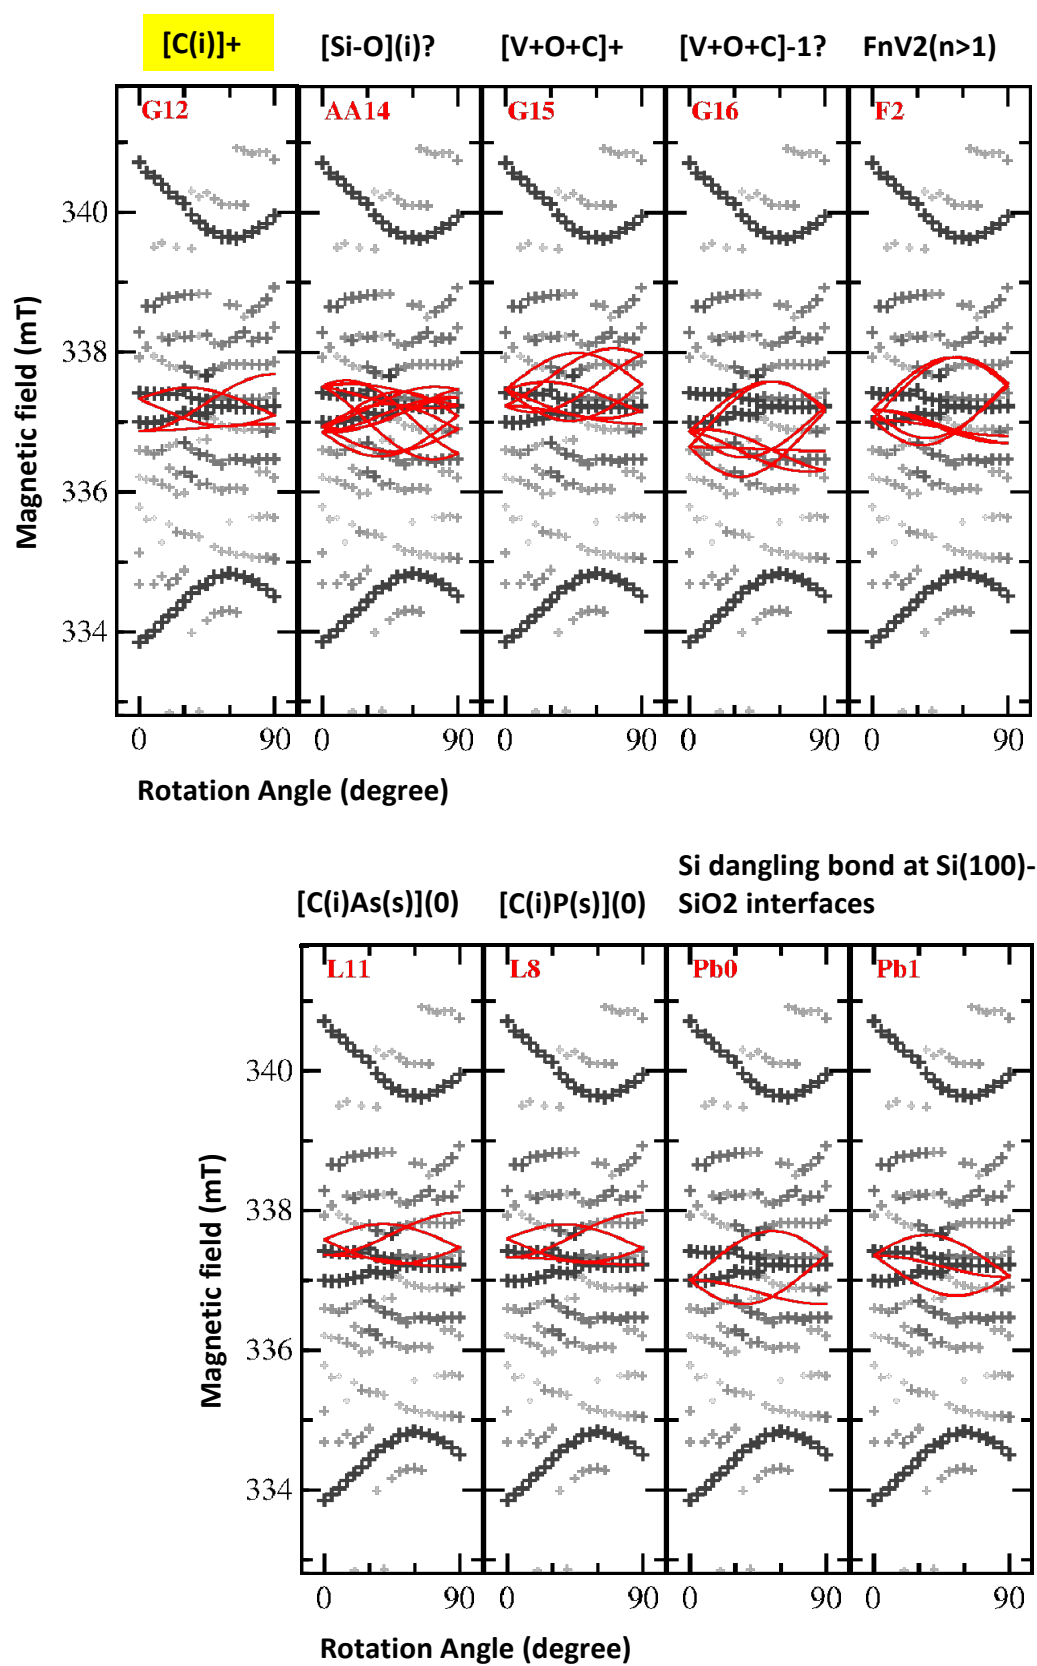 [C(i)]+ [Si-O](i)? [V+O+C]+ [V+O+C]-1? FnV2(n>1)
G12 AA14 G15 G16 F2
340
338
336
334
Magnetic field (mT)
0 90 0 90 0 90 0 90 0 90
Rotation Angle (degree)
Si dangling bond at Si(100)-
[C(i)As(s)](0) [C(i)P(s)](0) SiO2 interfaces
L11 L8 Pb0 Pb1
340
338
336
334
Magnetic field (mT)
0 90 0 90 0 90 0 90
Rotation Angle (degree)